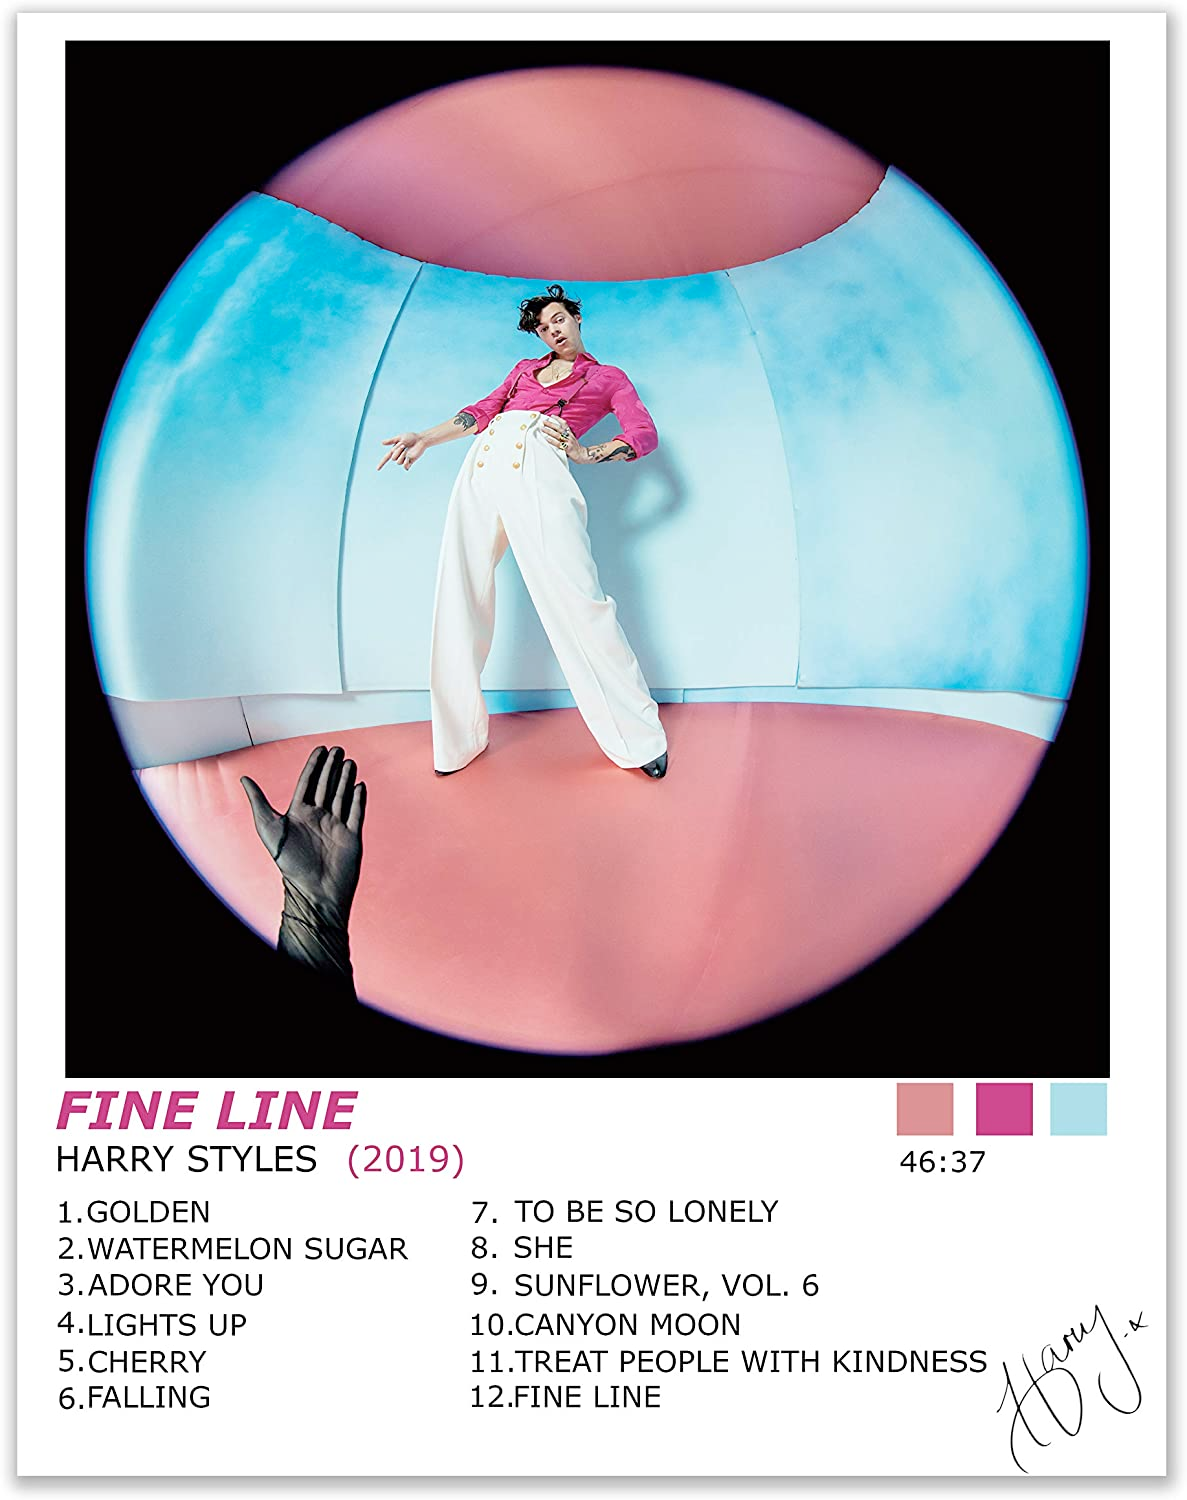 FINE LINE
HARRY STYLES (2019)
46:37
1.GOLDEN
2.WATERMELON SUGAR
3.ADORE YOU
4.LIGHTS UP
5.CHERRY
6.FALLING
7. TO BE SO LONELY
8. SHE
9. SUNFLOWER, VOL. 6
10.CANYON MOON
11.TREAT PEOPLE WITH KINDNESS
12.FINE LINE
Harry.x